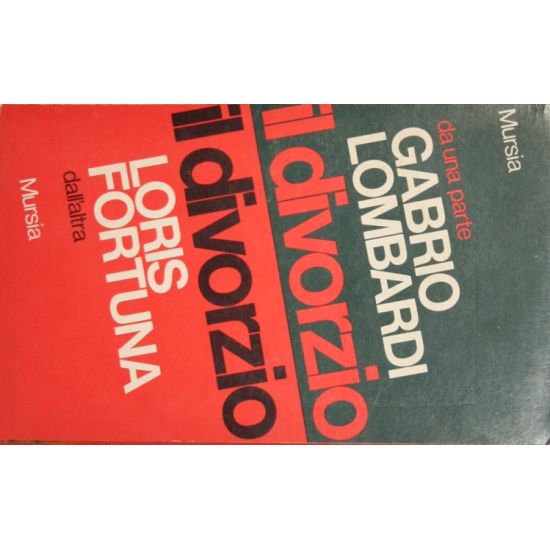 Mursia
da una parte
GABRIO
LOMBARDI
il divorzio
il divorzio
LORIS
FORTUNA
dall'altra
Mursia